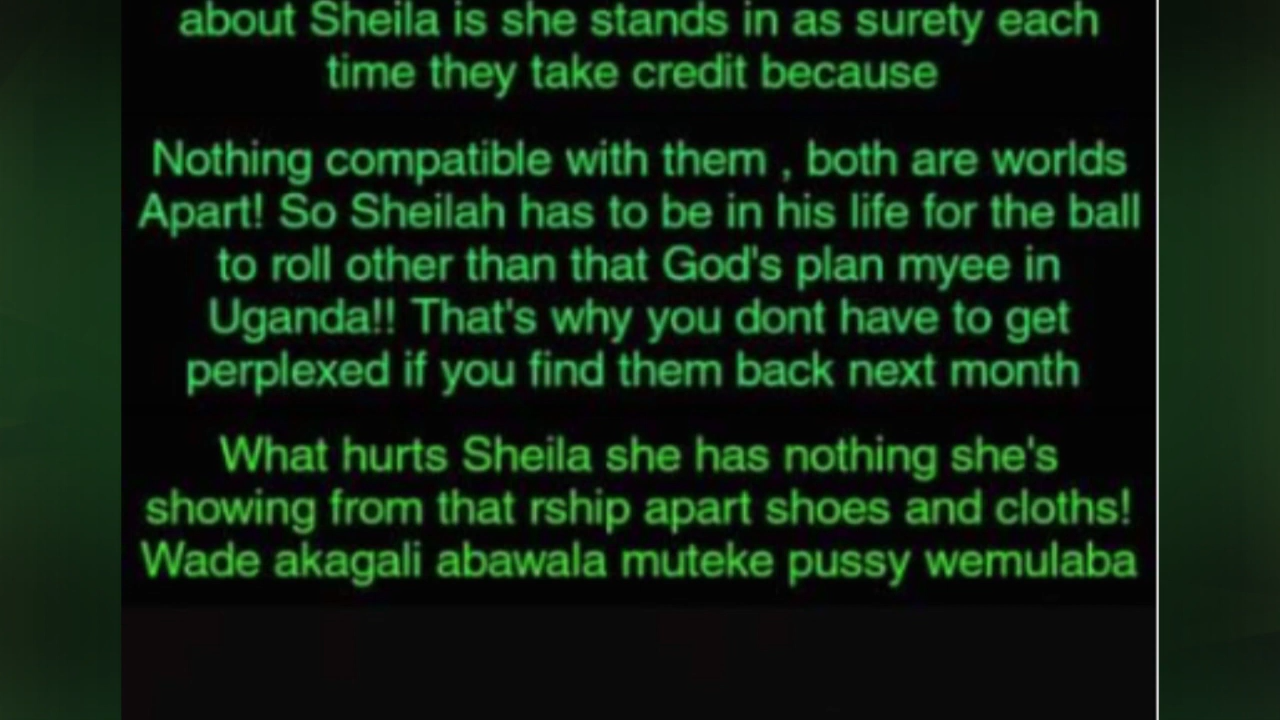 about Sheila is she stands in as surety each
time they take credit because
Nothing compatible with them , both are worlds
Apart! So Sheilah has to be in his life for the ball
to roll other than that God's plan myee in
Uganda!! That's why you dont have to get
perplexed if you find them back next month
What hurts Sheila she has nothing she's
showing from that rship apart shoes and cloths!
Wade akagali abawala muteke pussy wemulaba